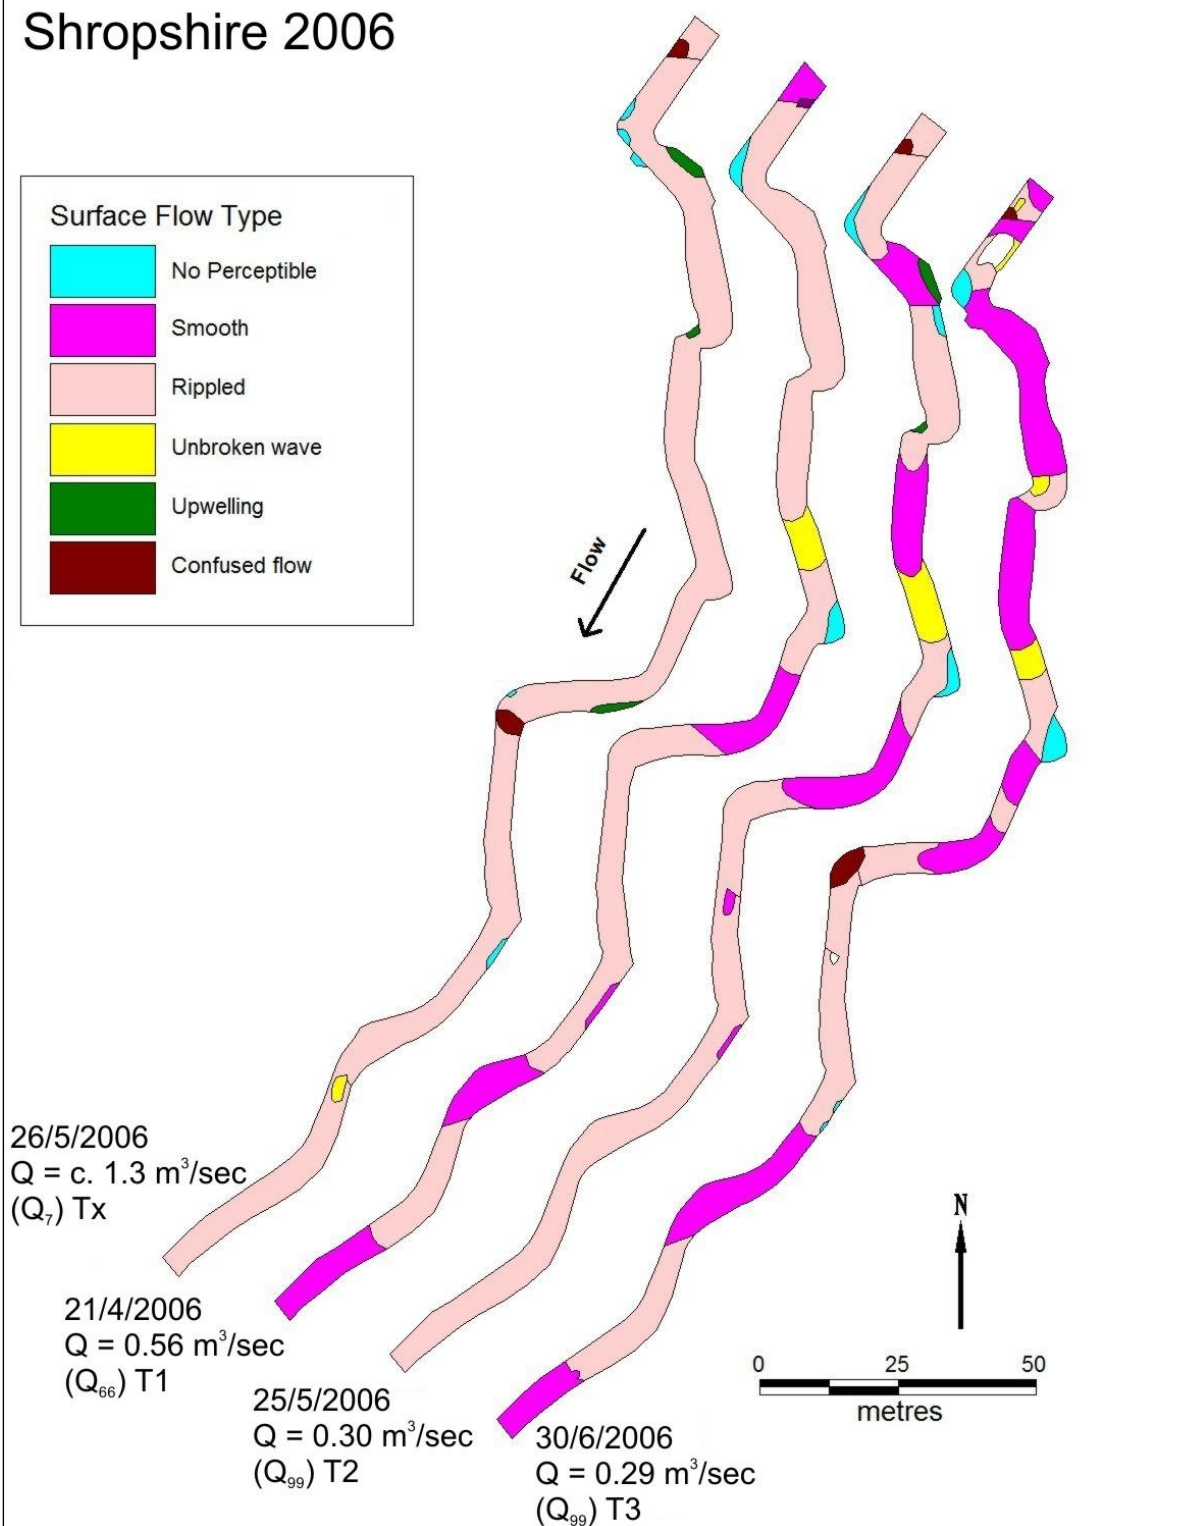 Shropshire 2006
Surface Flow Type
No Perceptible
Smooth
Rippled
Unbroken wave
Upwelling
Confused flow
Flow
26/5/2006
Q = c. 1.3 m³/sec
(Q₇) Tx
21/4/2006
Q = 0.56 m³/sec
(Q₆₆) T1
25/5/2006
Q = 0.30 m³/sec
(Q₉₉) T2
30/6/2006
Q = 0.29 m³/sec
(Q₉₉) T3
N
0 25 50
metres